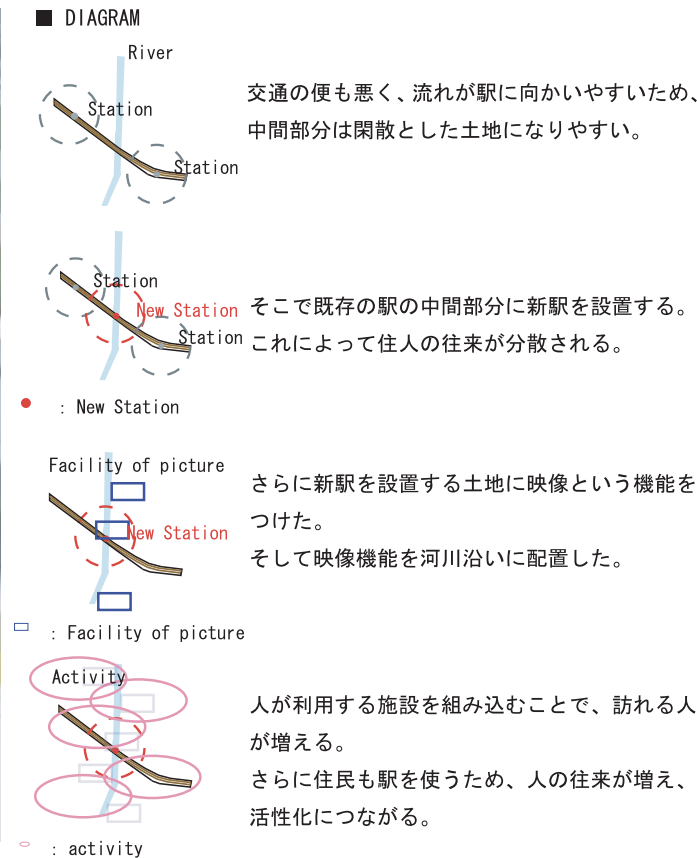 ■ DIAGRAM
River
Station
Station
交通の便も悪く、流れが駅に向かいやすいため、
中間部分は閑散とした土地になりやすい。
Station
New Station
Station
そこで既存の駅の中間部分に新駅を設置する。
これによって住人の往来が分散される。
: New Station
Facility of picture
New Station
さらに新駅を設置する土地に映像という機能を
つけた。
そして映像機能を河川沿いに配置した。
: Facility of picture
Activity
人が利用する施設を組み込むことで、訪れる人
が増える。
さらに住民も駅を使うため、人の往来が増え、
活性化につながる。
: activity